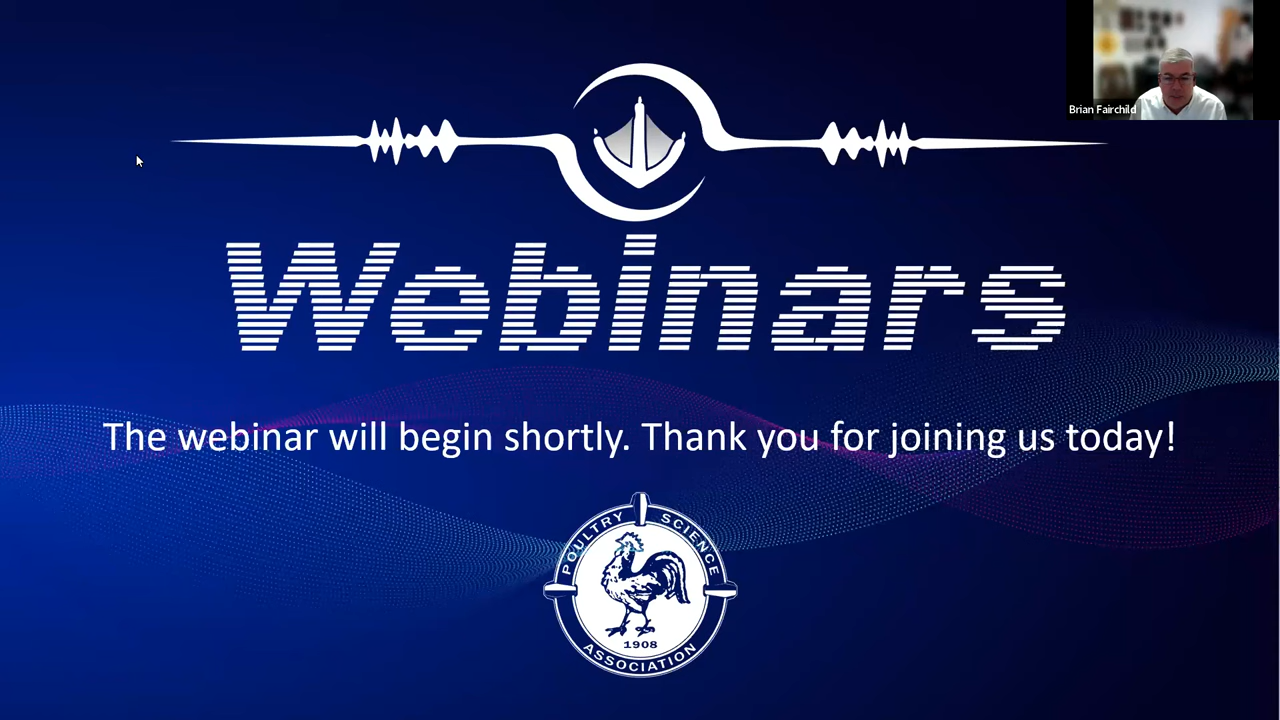 Brian Fairchild
Webinars
The webinar will begin shortly. Thank you for joining us today!
POULTRY SCIENCE
1908
ASSOCIATION